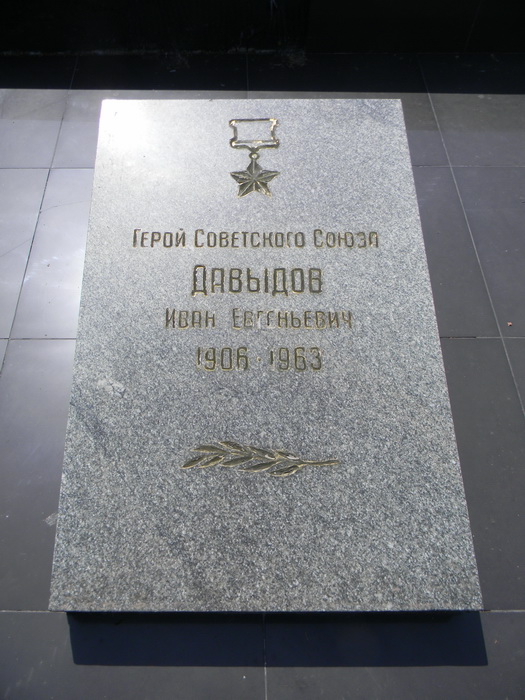 Герой Советского Союза
Давыдов
Иван Евгеньевич
1906 - 1963